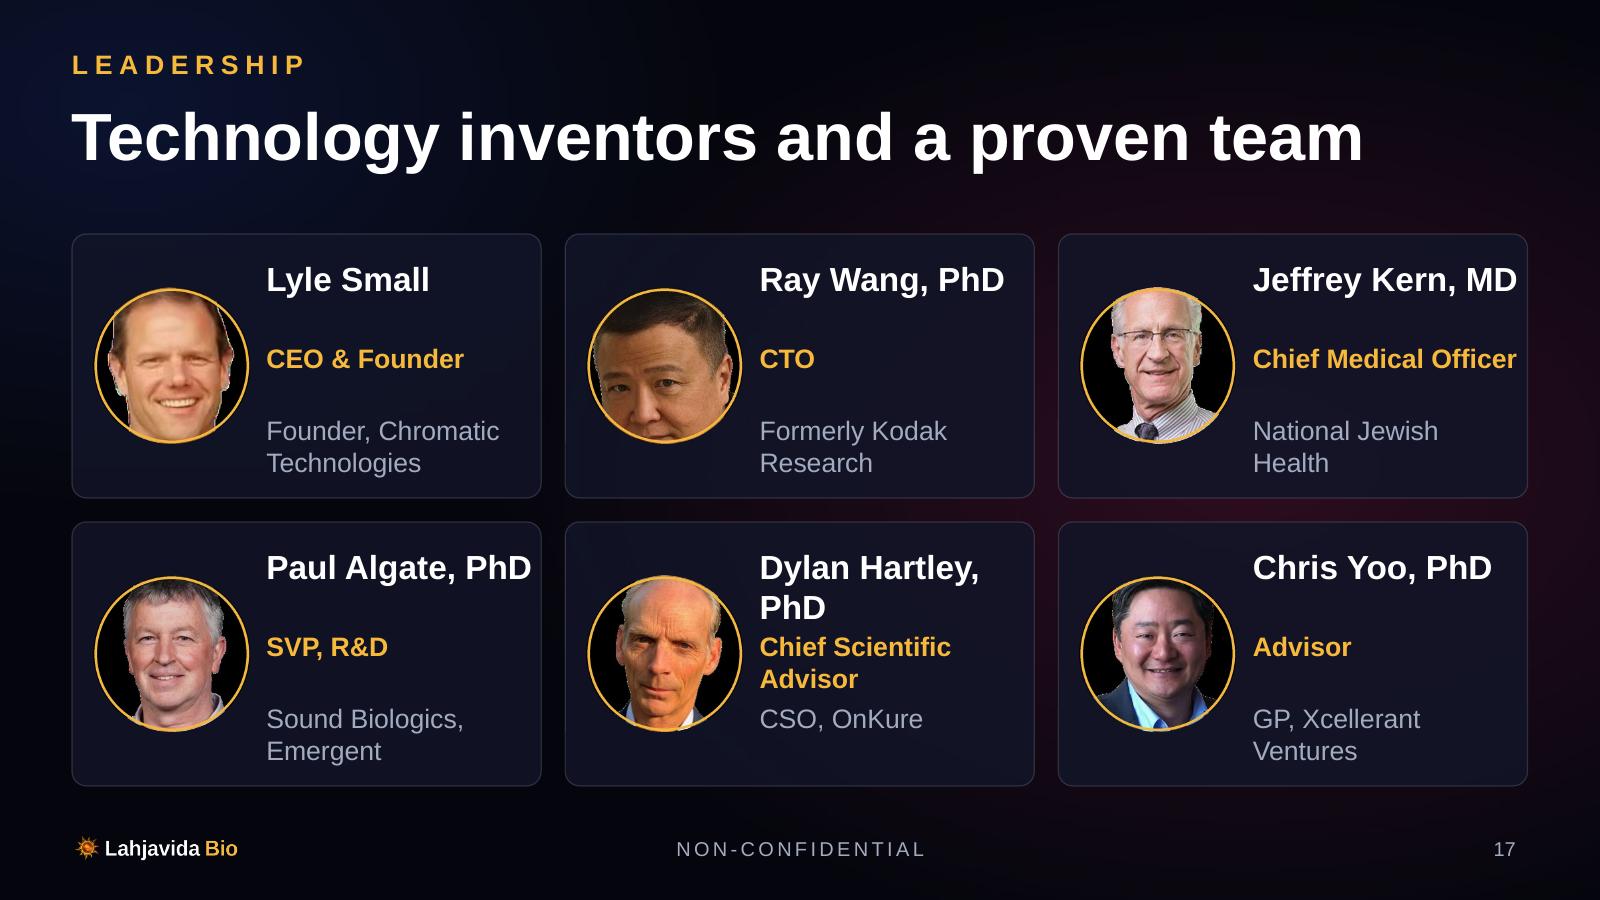 LEADERSHIP
Technology inventors and a proven team
Lyle Small
CEO & Founder
Founder, Chromatic
Technologies
Ray Wang, PhD
CTO
Formerly Kodak
Research
Jeffrey Kern, MD
Chief Medical Officer
National Jewish
Health
Paul Algate, PhD
SVP, R&D
Sound Biologics,
Emergent
Dylan Hartley,
PhD
Chief Scientific
Advisor
CSO, OnKure
Chris Yoo, PhD
Advisor
GP, Xcellerant
Ventures
Lahjavida Bio
NON-CONFIDENTIAL
17